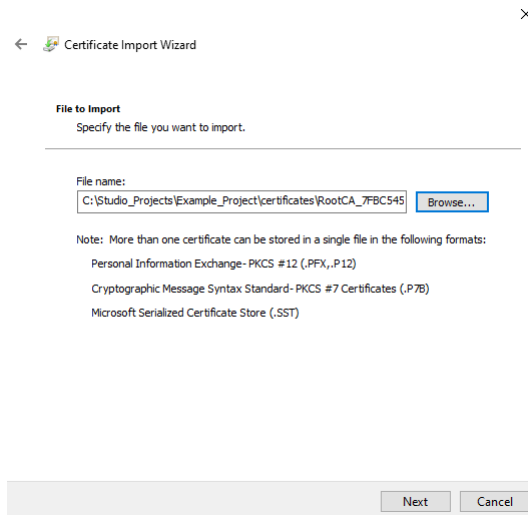 Certificate Import Wizard
File to Import
Specify the file you want to import.
File name:
C:\Studio_Projects\Example_Project\certificates\RootCA_7FBC545
Browse...
Note: More than one certificate can be stored in a single file in the following formats:
Personal Information Exchange- PKCS #12 (.PFX,.P12)
Cryptographic Message Syntax Standard- PKCS #7 Certificates (.P7B)
Microsoft Serialized Certificate Store (.SST)
Next
Cancel